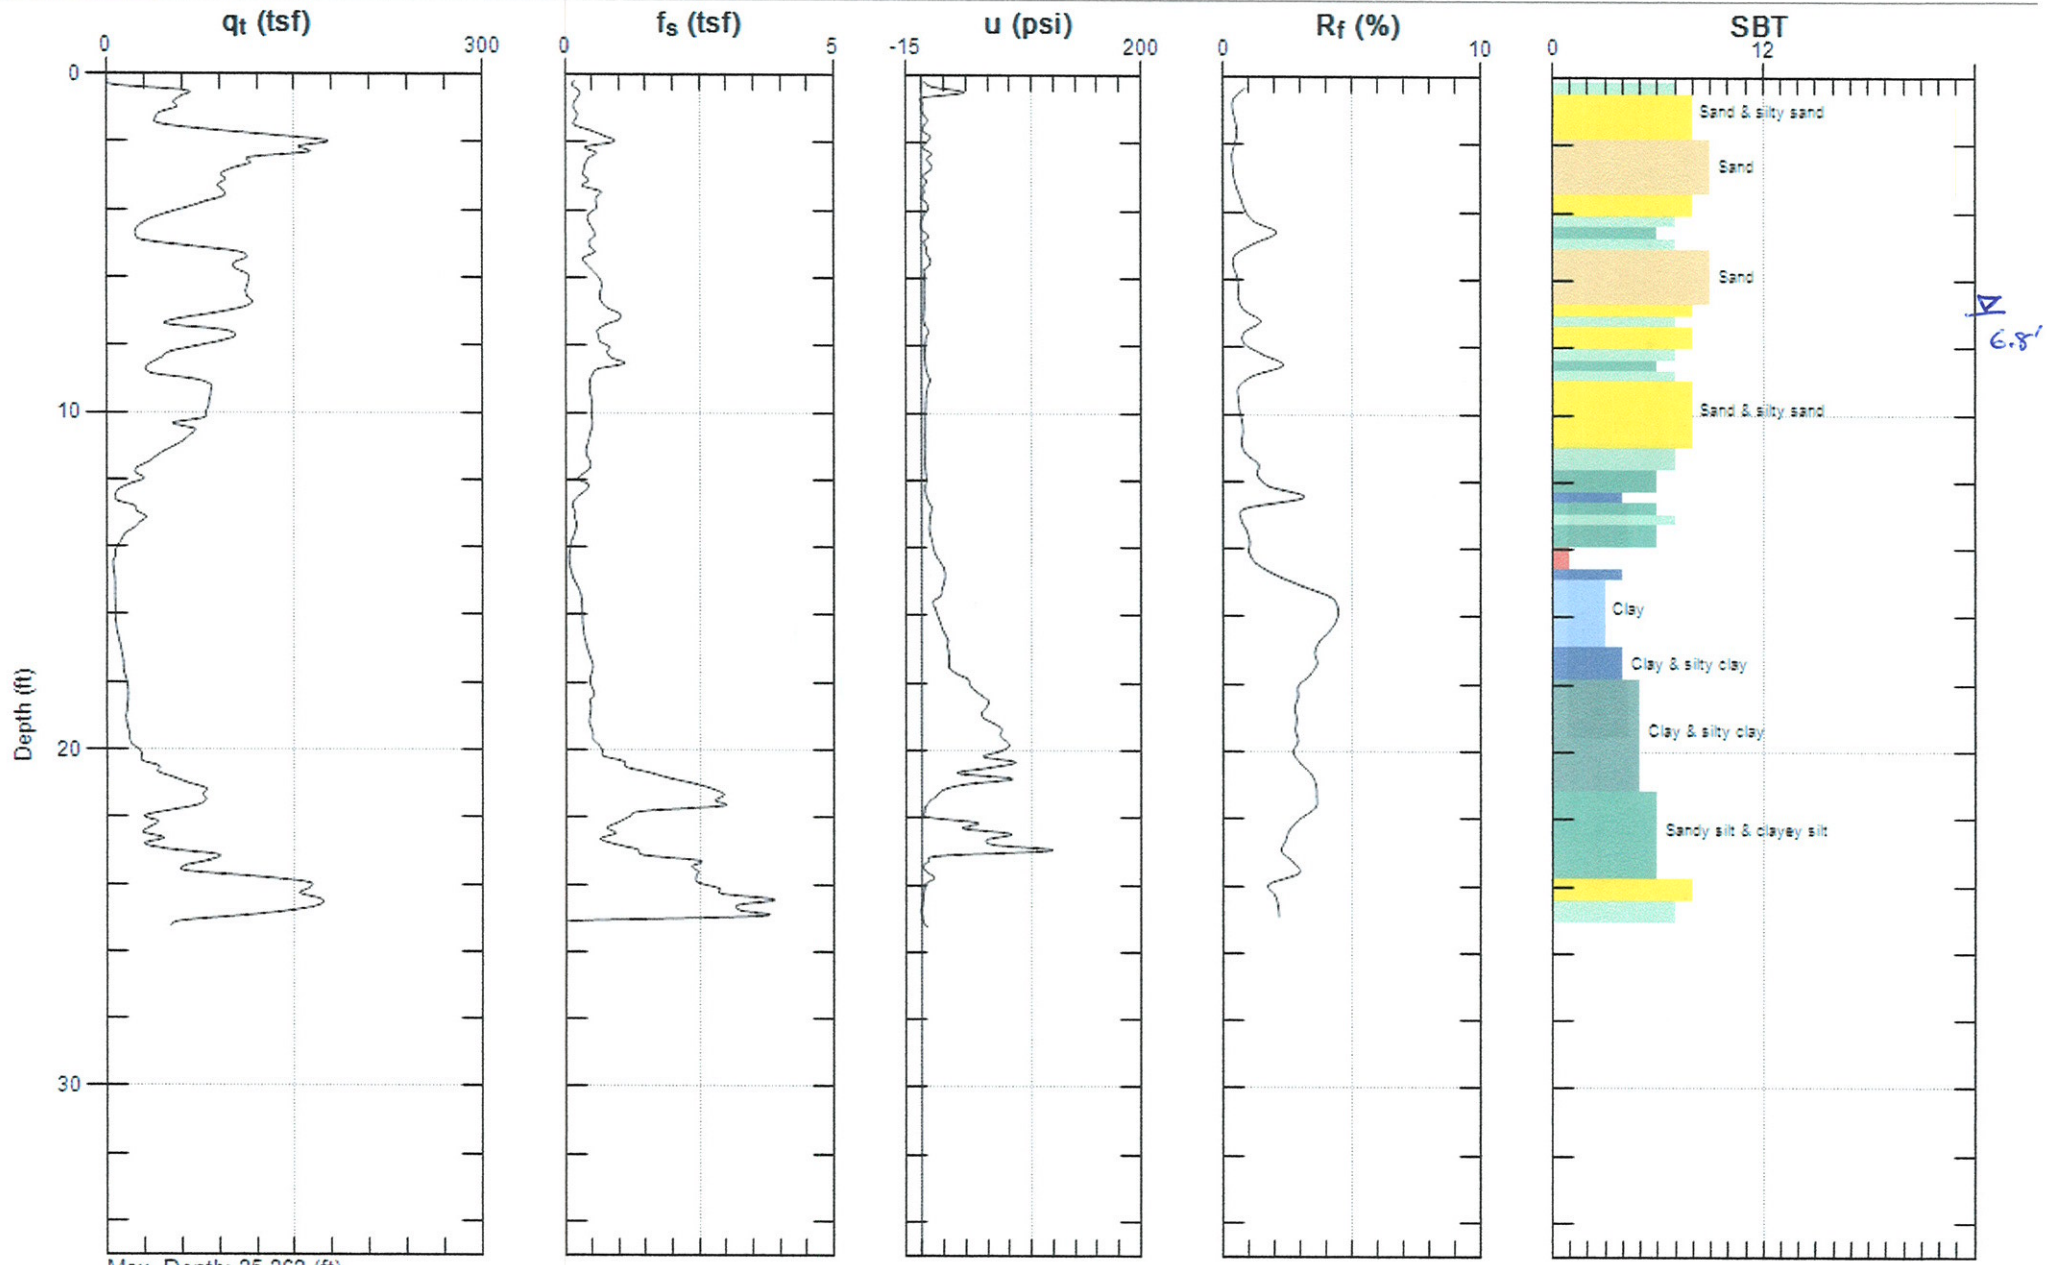 qt (tsf)
fs (tsf)
u (psi)
Rf (%)
SBT
0 300
0 5
-15 200
0 10
0 12
0
Sand & silty sand
Sand
Sand
6.8'
10
Sand & silty sand
Clay
Clay & silty clay
Depth (ft)
Clay & silty clay
20
Sandy silt & clayey silt
30